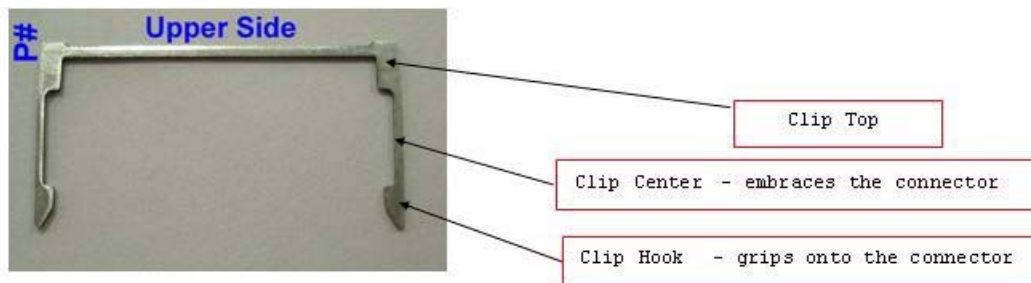 P#
Upper Side
Clip Top
Clip Center - embraces the connector
Clip Hook - grips onto the connector